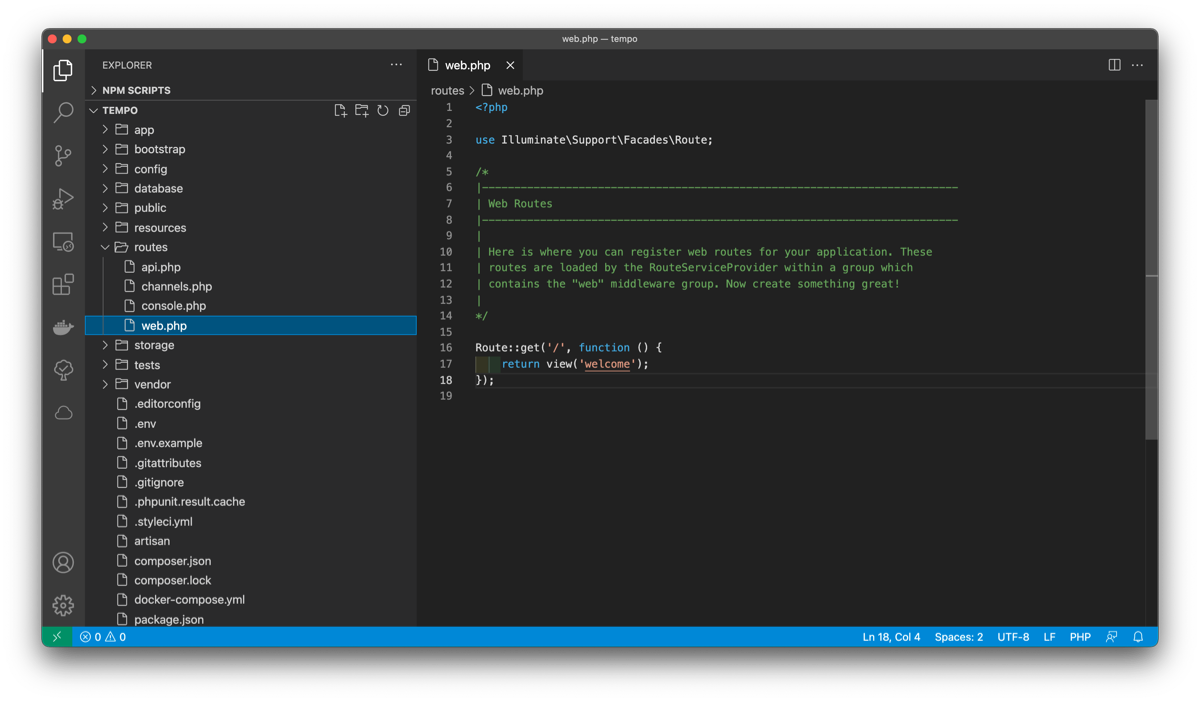 web.php — tempo
EXPLORER
NPM SCRIPTS
TEMPO
app
bootstrap
config
database
public
resources
routes
api.php
channels.php
console.php
web.php
storage
tests
vendor
.editorconfig
.env
.env.example
.gitattributes
.gitignore
.phpunit.result.cache
.styleci.yml
artisan
composer.json
composer.lock
docker-compose.yml
package.json
web.php
routes > web.php
1 <?php
2
3 use Illuminate\Support\Facades\Route;
4
5 /*
6 |--------------------------------------------------------------------------
7 | Web Routes
8 |--------------------------------------------------------------------------
9 |
10 | Here is where you can register web routes for your application. These
11 | routes are loaded by the RouteServiceProvider within a group which
12 | contains the "web" middleware group. Now create something great!
13 |
14 */
15
16 Route::get('/', function () {
17     return view('welcome');
18 });
19
0 0
Ln 18, Col 4 Spaces: 2 UTF-8 LF PHP